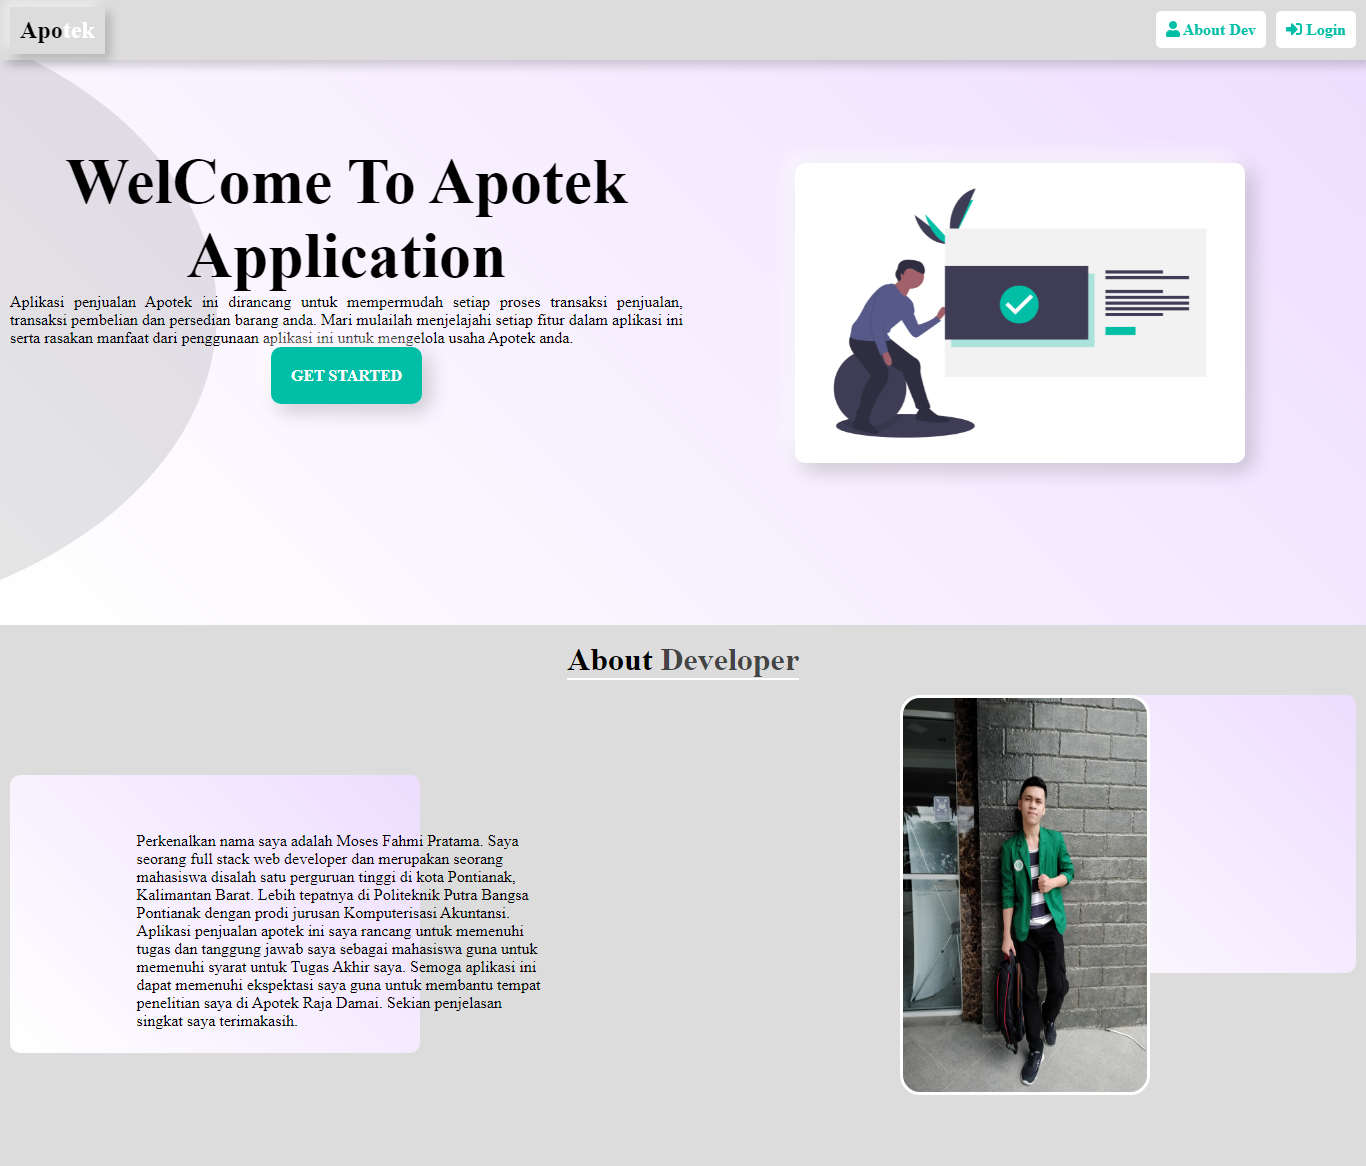 Apotek
About Dev
Login
WelCome To Apotek
Application
Aplikasi penjualan Apotek ini dirancang untuk mempermudah setiap proses transaksi penjualan,
transaksi pembelian dan persedian barang anda. Mari mulailah menjelajahi setiap fitur dalam aplikasi ini
serta rasakan manfaat dari penggunaan aplikasi ini untuk mengelola usaha Apotek anda.
GET STARTED
About Developer
Perkenalkan nama saya adalah Moses Fahmi Pratama. Saya
seorang full stack web developer dan merupakan seorang
mahasiswa disalah satu perguruan tinggi di kota Pontianak,
Kalimantan Barat. Lebih tepatnya di Politeknik Putra Bangsa
Pontianak dengan prodi jurusan Komputerisasi Akuntansi.
Aplikasi penjualan apotek ini saya rancang untuk memenuhi
tugas dan tanggung jawab saya sebagai mahasiswa guna untuk
memenuhi syarat untuk Tugas Akhir saya. Semoga aplikasi ini
dapat memenuhi ekspektasi saya guna untuk membantu tempat
penelitian saya di Apotek Raja Damai. Sekian penjelasan
singkat saya terimakasih.